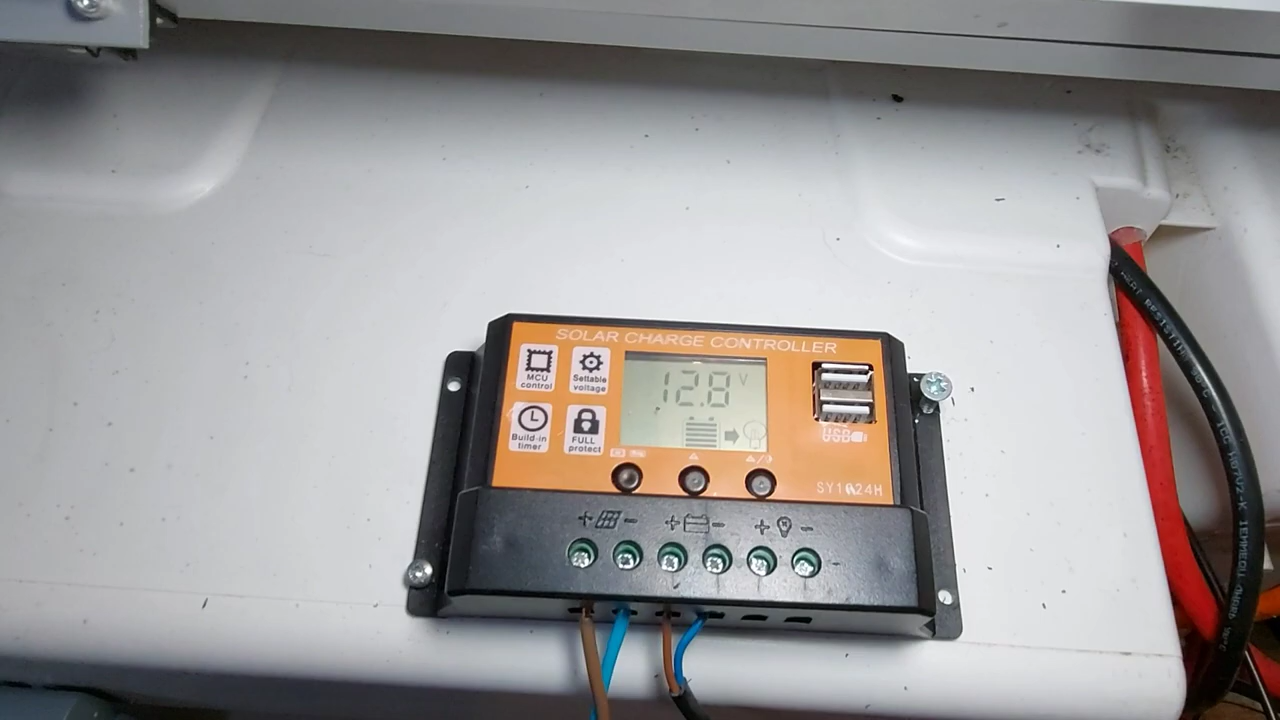 SOLAR CHARGE CONTROLLER
MCU
control
Settable
voltage
12.8 V
Build-in
timer
FULL
protect
USB
SY1024H